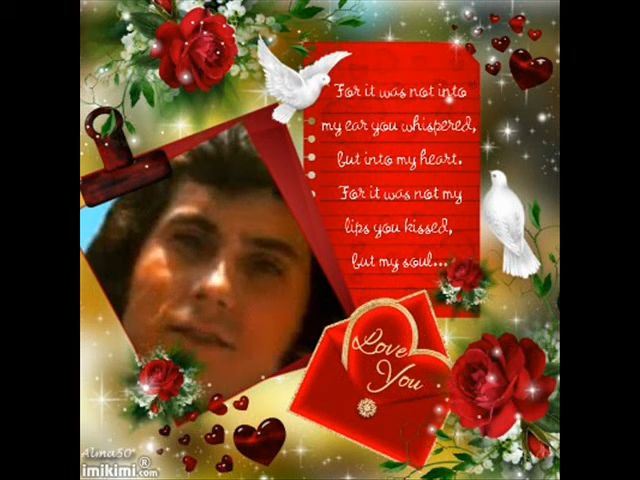 "For it was not into
my ear you whispered,
but into my heart.
For it was not my
lips you kissed,
but my soul...
Love
You
Alma50*
imikimi.com®